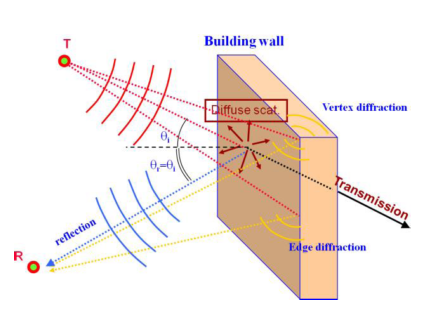 Building wall
T
Diffuse scat.
Vertex diffraction
θi
θr=θi
Transmission
reflection
Edge diffraction
R